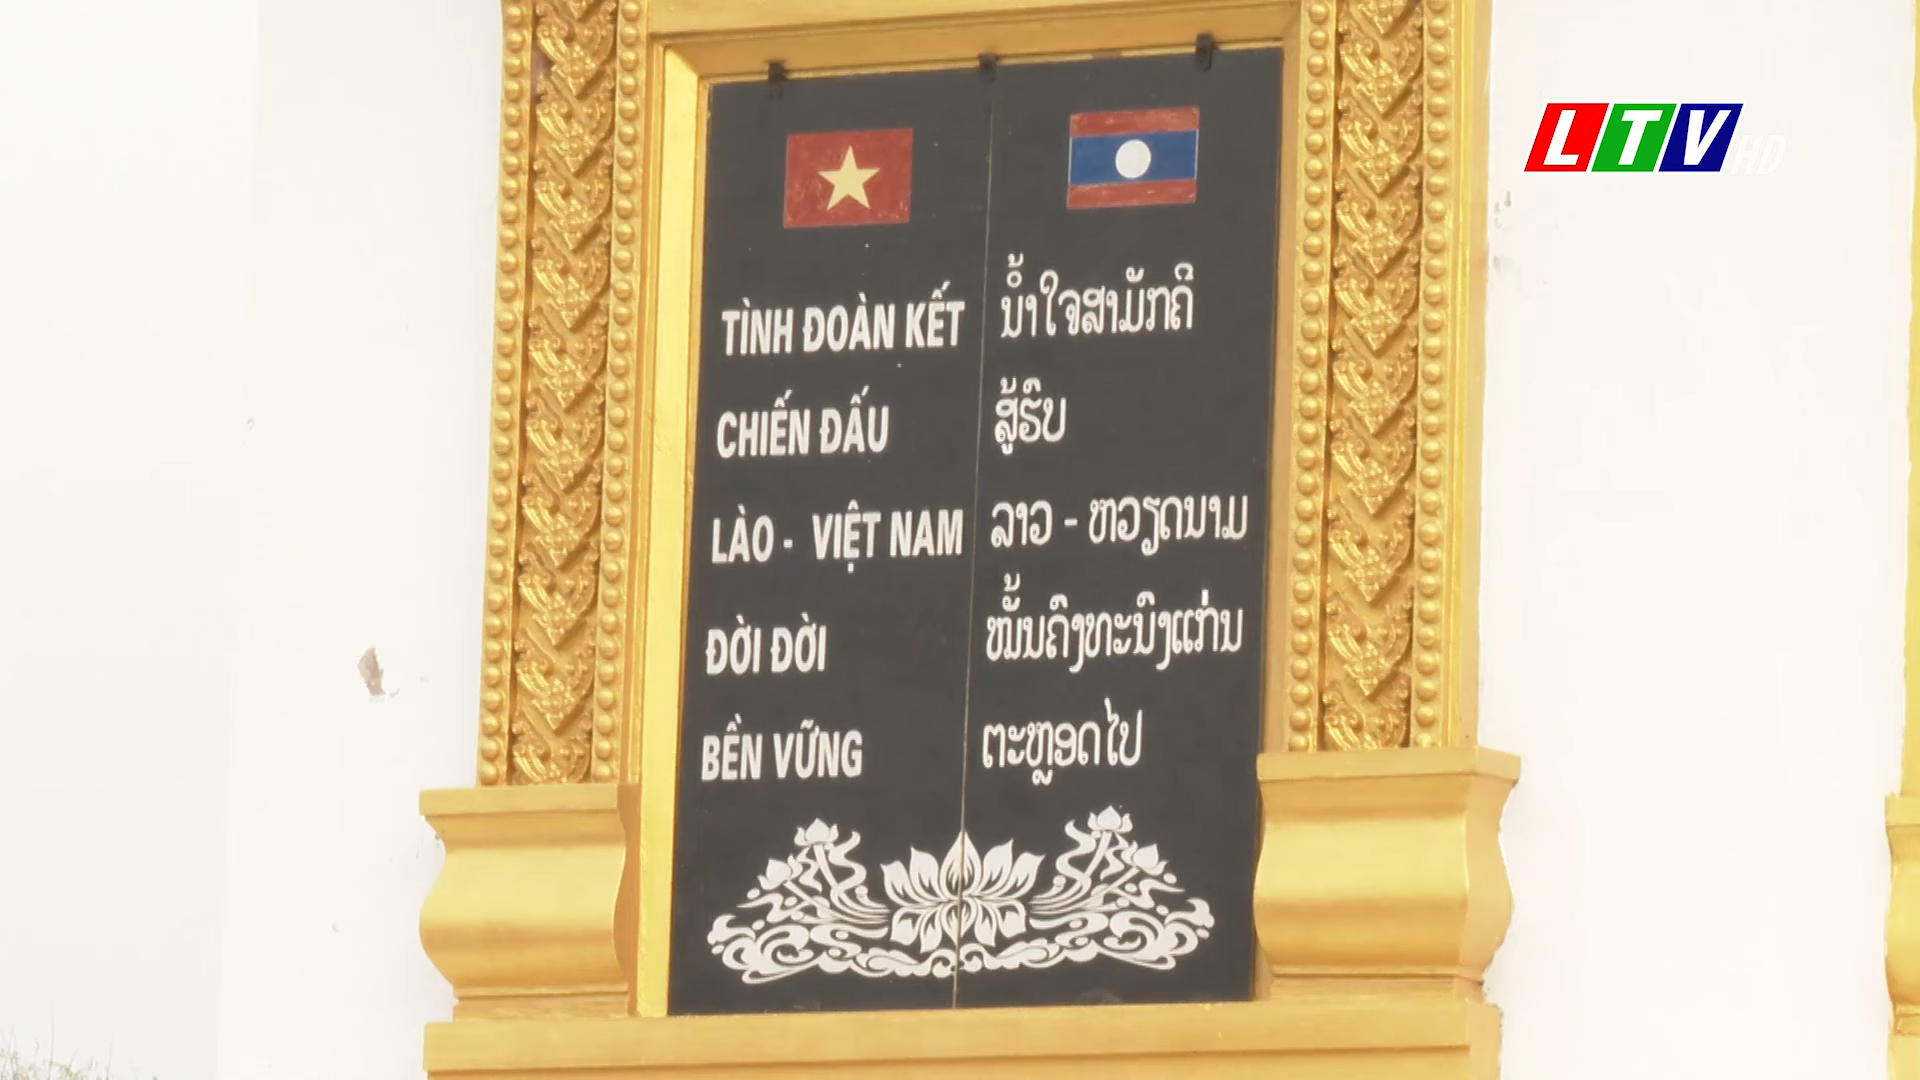 LTV HD
TÌNH ĐOÀN KẾT
CHIẾN ĐẤU
LÀO - VIỆT NAM
ĐỜI ĐỜI
BỀN VỮNG
ນ້ຳໃຈສາມັກຄີ
ສູ້ຮົບ
ລາວ - ຫວຽດນາມ
ໝັ້ນຄົງທະນົງແກ່ນ
ຕະຫຼອດໄປ